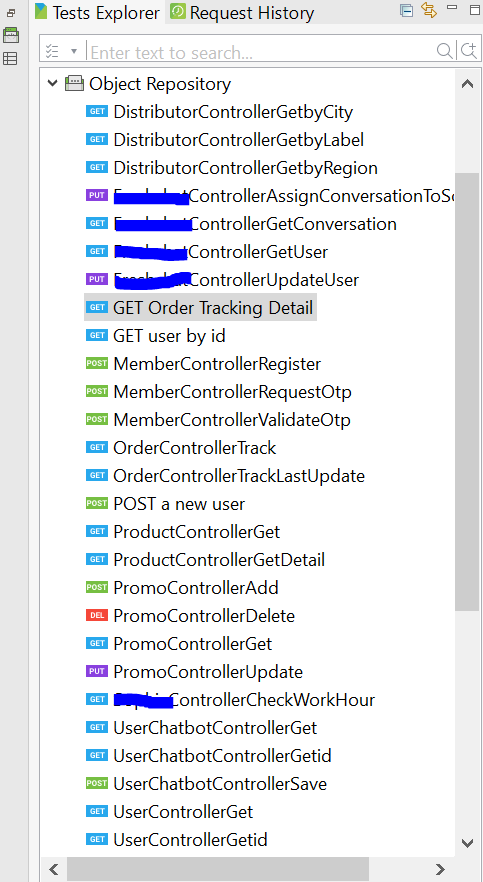 Tests Explorer
Request History
Enter text to search...
Object Repository
GET DistributorControllerGetbyCity
GET DistributorControllerGetbyLabel
GET DistributorControllerGetbyRegion
PUT ControllerAssignConversationToSc
GET ControllerGetConversation
GET ControllerGetUser
PUT ControllerUpdateUser
GET GET Order Tracking Detail
GET GET user by id
POST MemberControllerRegister
POST MemberControllerRequestOtp
POST MemberControllerValidateOtp
GET OrderControllerTrack
GET OrderControllerTrackLastUpdate
POST POST a new user
GET ProductControllerGet
GET ProductControllerGetDetail
POST PromoControllerAdd
DEL PromoControllerDelete
GET PromoControllerGet
PUT PromoControllerUpdate
GET ControllerCheckWorkHour
GET UserChatbotControllerGet
GET UserChatbotControllerGetid
POST UserChatbotControllerSave
GET UserControllerGet
GET UserControllerGetid